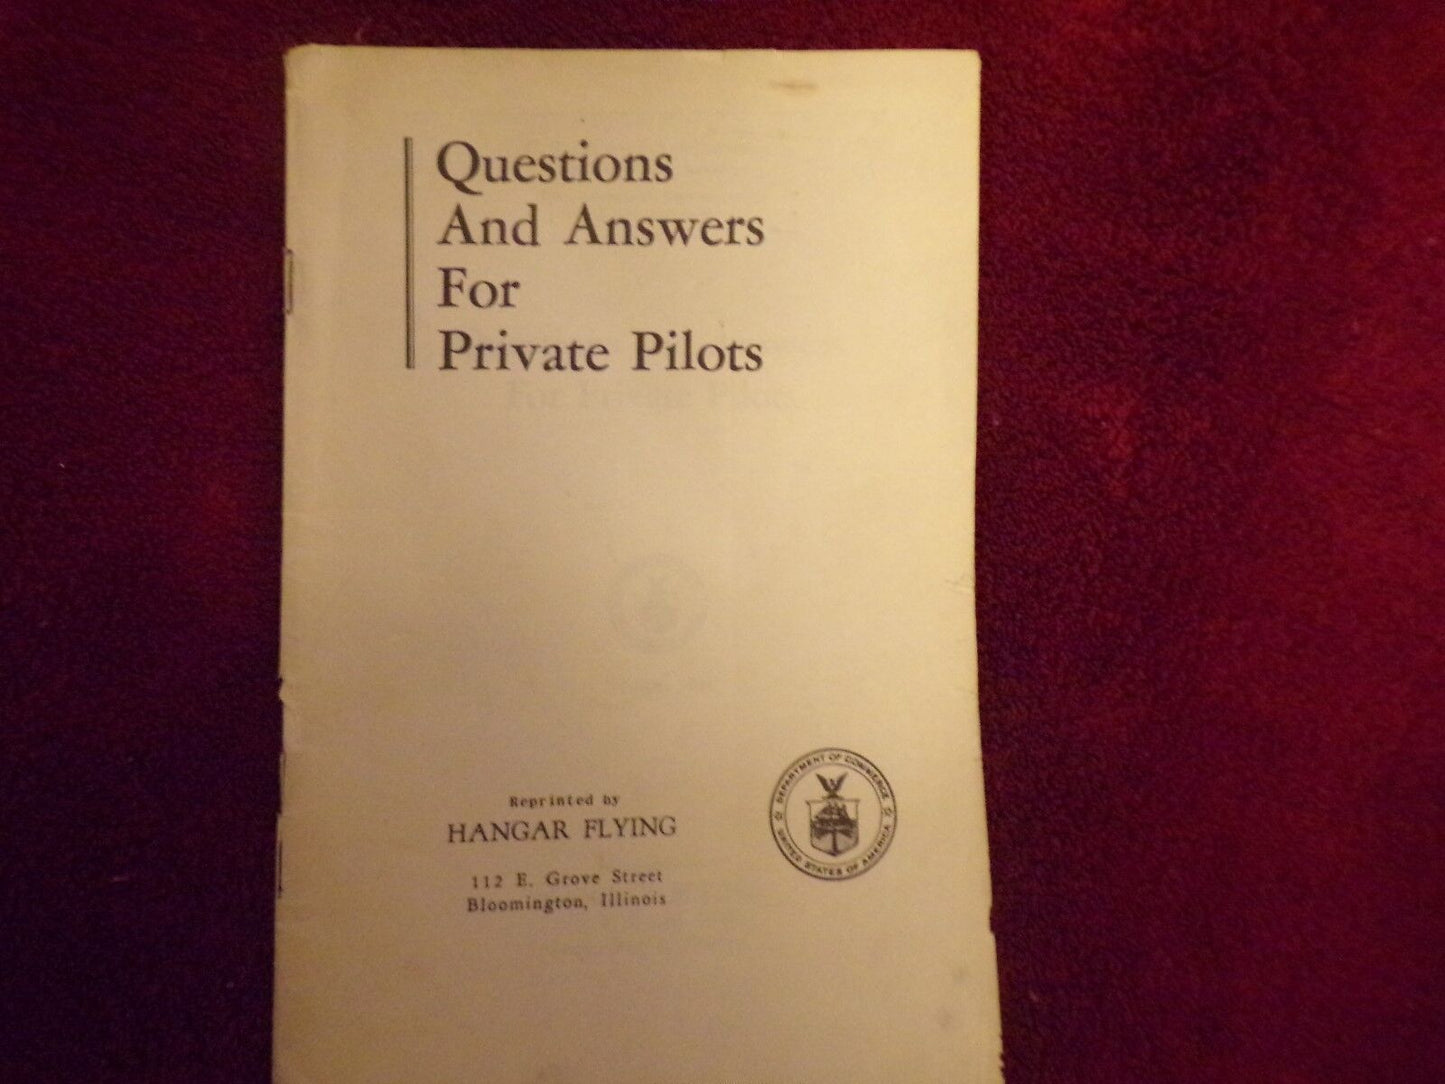 Questions
And Answers
For
Private Pilots
Reprinted by
HANGAR FLYING
112 E. Grove Street
Bloomington, Illinois
DEPARTMENT OF COMMERCE
UNITED STATES OF AMERICA